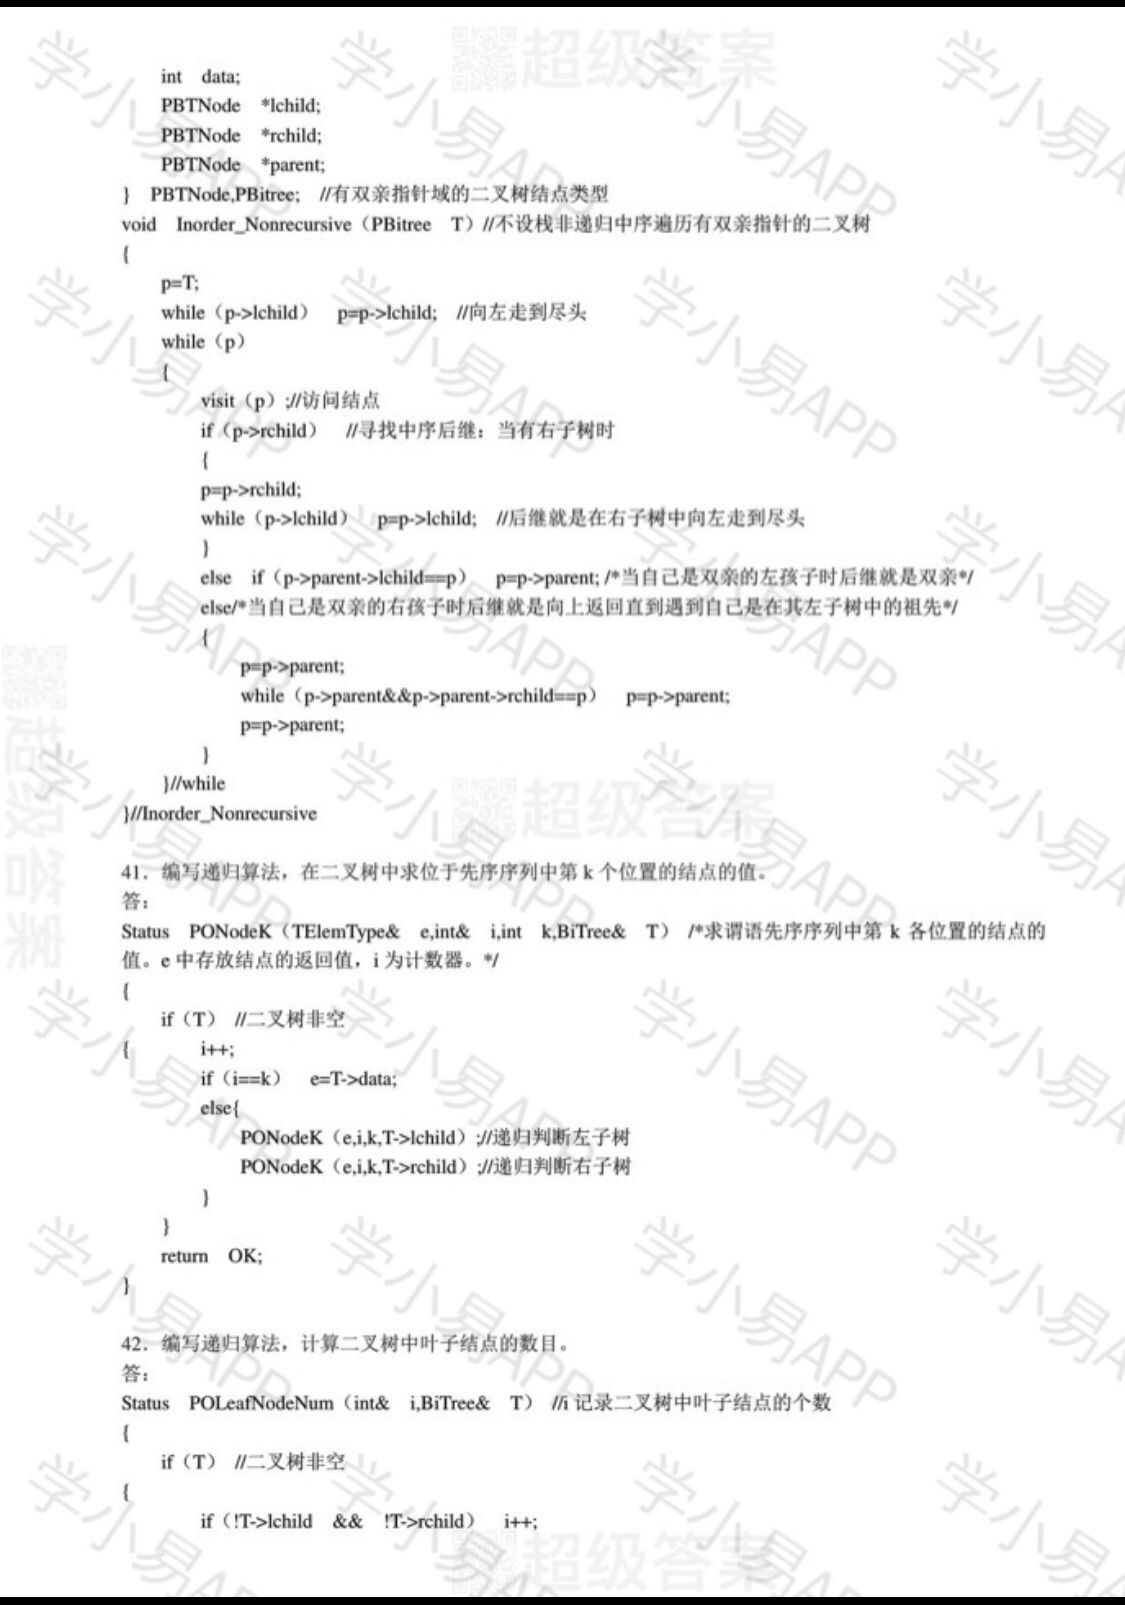 int data;
PBTNode *lchild;
PBTNode *rchild;
PBTNode *parent;
} PBTNode,PBitree; //有双亲指针域的二叉树结点类型
void Inorder_Nonrecursive（PBitree T）//不设栈非递归中序遍历有双亲指针的二叉树
{
p=T;
while（p->lchild） p=p->lchild; //向左走到尽头
while（p）
{
visit（p）;//访问结点
if（p->rchild） //寻找中序后继：当有右子树时
{
p=p->rchild;
while（p->lchild） p=p->lchild; //后继就是在右子树中向左走到尽头
}
else if（p->parent->lchild==p） p=p->parent; /*当自己是双亲的左孩子时后继就是双亲*/
else/*当自己是双亲的右孩子时后继就是向上返回直到遇到自己是在其左子树中的祖先*/
{
p=p->parent;
while（p->parent&&p->parent->rchild==p） p=p->parent;
p=p->parent;
}
}//while
}//Inorder_Nonrecursive
41．编写递归算法，在二叉树中求位于先序序列中第 k 个位置的结点的值。
答：
Status PONodeK（TElemType& e,int& i,int k,BiTree& T） /*求谓语先序序列中第 k 各位置的结点的
值。e 中存放结点的返回值，i 为计数器。*/
{
if（T） //二叉树非空
{ i++;
if（i==k） e=T->data;
else{
PONodeK（e,i,k,T->lchild）;//递归判断左子树
PONodeK（e,i,k,T->rchild）;//递归判断右子树
}
}
return OK;
}
42．编写递归算法，计算二叉树中叶子结点的数目。
答：
Status POLeafNodeNum（int& i,BiTree& T） //i 记录二叉树中叶子结点的个数
{
if（T） //二叉树非空
{
if（!T->lchild && !T->rchild） i++;
学小易APP
超级答案